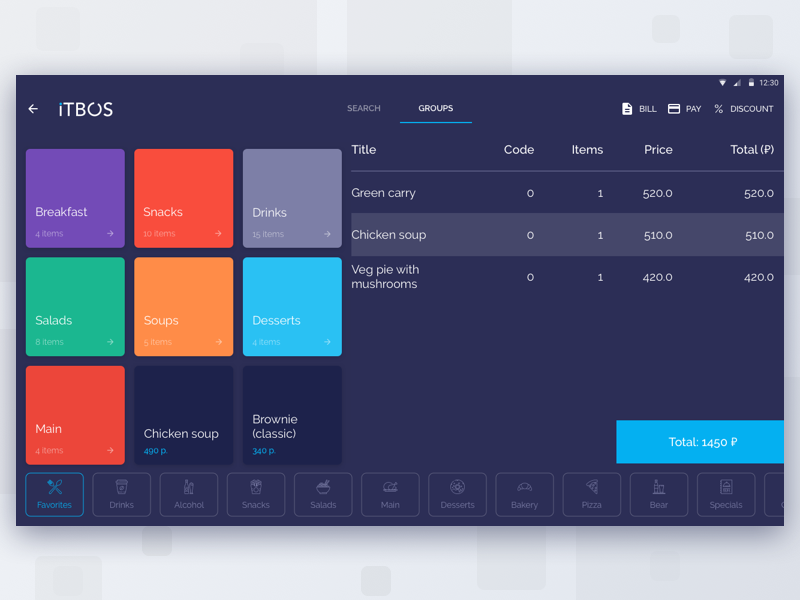 12:30
iTBOS
SEARCH
GROUPS
BILL
PAY
% DISCOUNT
Title Code Items Price Total (₽)
Green carry 0 1 520.0 520.0
Chicken soup 0 1 510.0 510.0
Veg pie with
mushrooms 0 1 420.0 420.0
Total: 1450 ₽
Breakfast
4 items
Snacks
10 items
Drinks
15 items
Salads
8 items
Soups
5 items
Desserts
4 items
Main
4 items
Chicken soup
490 р.
Brownie
(classic)
340 р.
Favorites
Drinks
Alcohol
Snacks
Salads
Main
Desserts
Bakery
Pizza
Bear
Specials